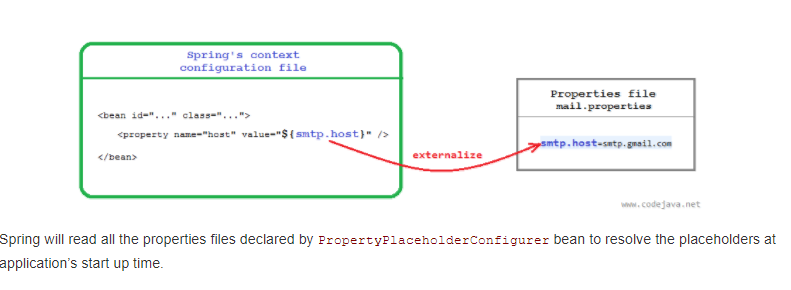 Spring's context
configuration file
<bean id="..." class="...">
<property name="host" value="${smtp.host}" />
</bean>
externalize
Properties file
mail.properties
smtp.host=smtp.gmail.com
www.codejava.net
Spring will read all the properties files declared by PropertyPlaceholderConfigurer bean to resolve the placeholders at
application's start up time.